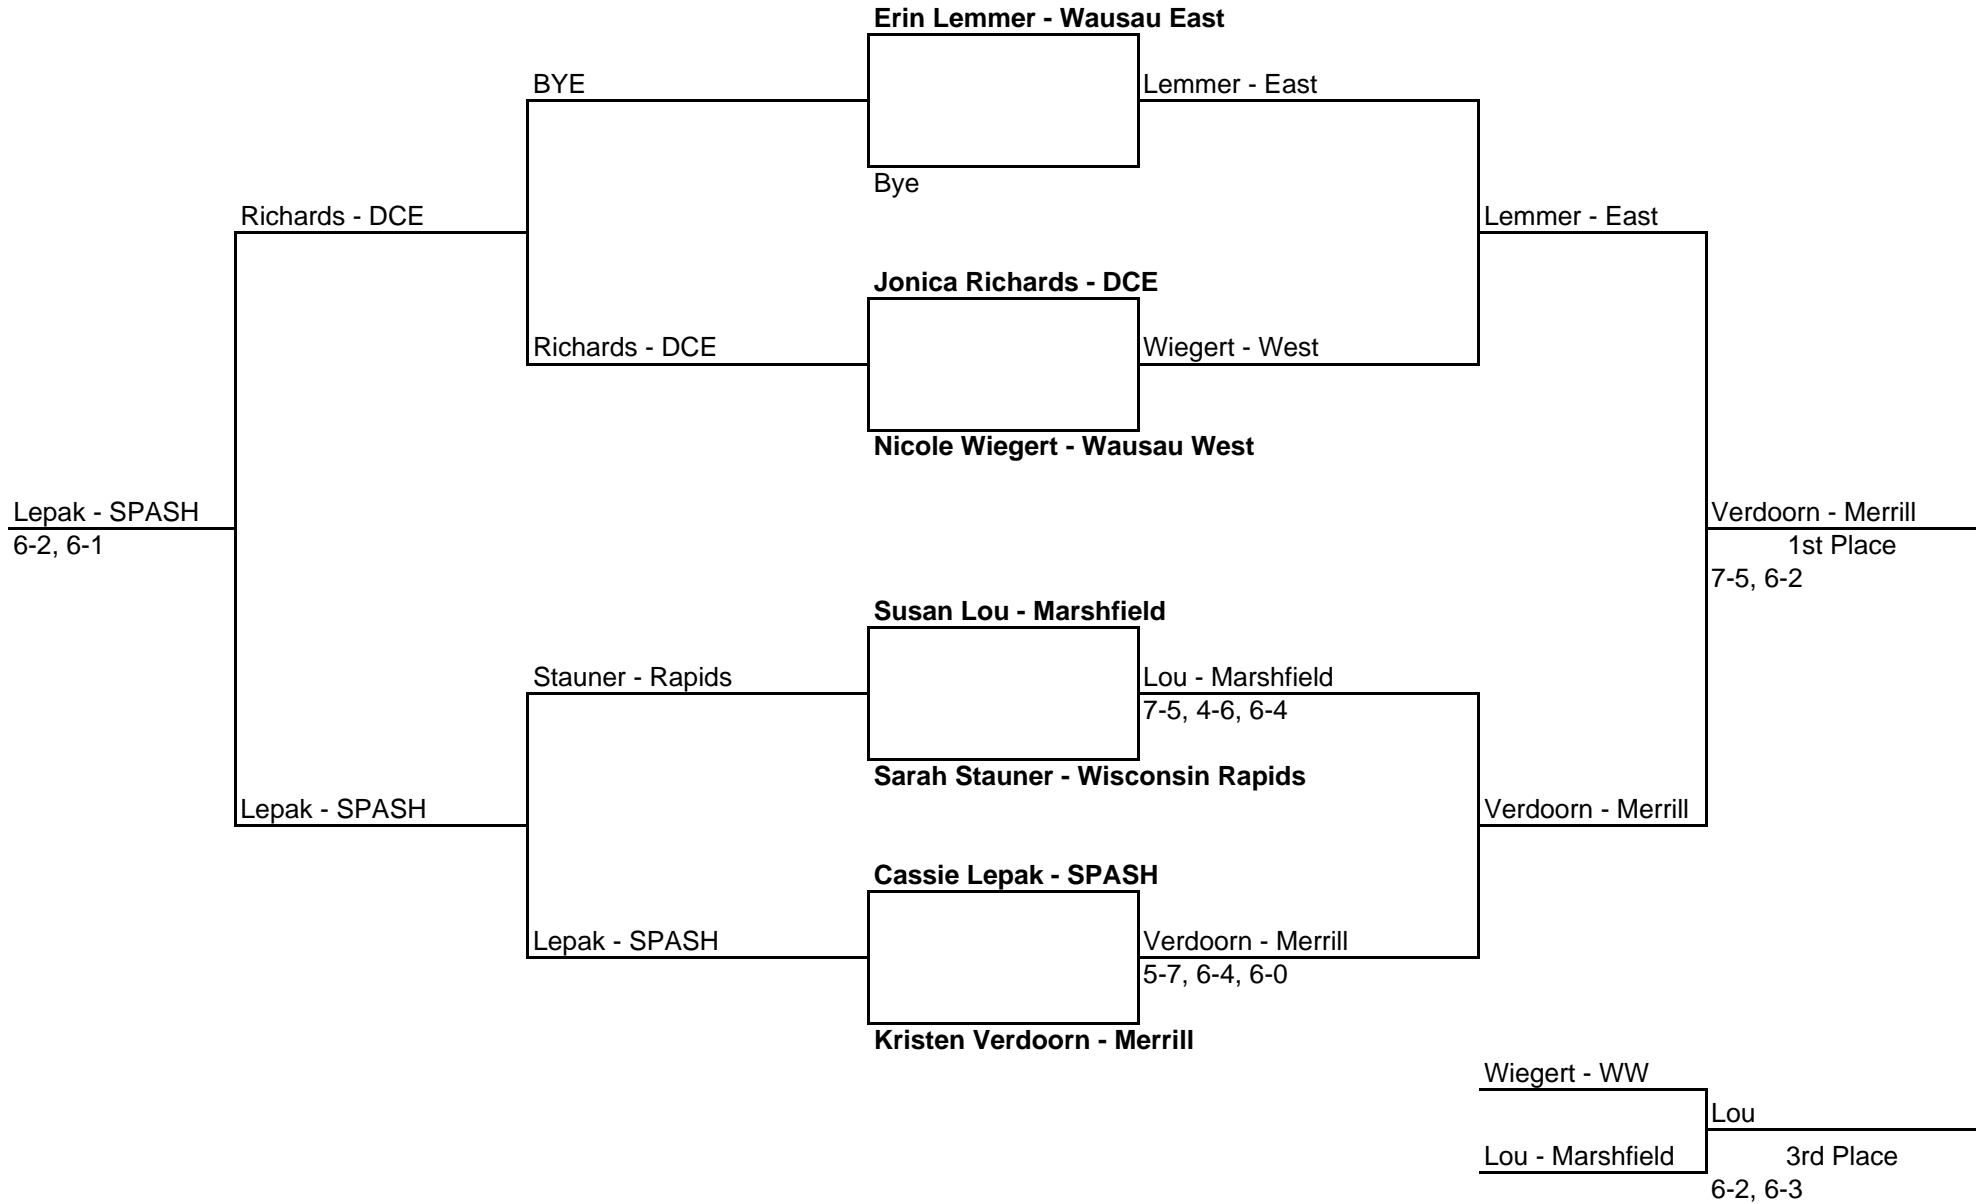 Erin Lemmer - Wausau East
BYE
Lemmer - East
Bye
Richards - DCE
Lemmer - East
Jonica Richards - DCE
Richards - DCE
Wiegert - West
Nicole Wiegert - Wausau West
Lepak - SPASH
6-2, 6-1
Verdoorn - Merrill
1st Place
7-5, 6-2
Susan Lou - Marshfield
Stauner - Rapids
Lou - Marshfield
7-5, 4-6, 6-4
Sarah Stauner - Wisconsin Rapids
Lepak - SPASH
Verdoorn - Merrill
Cassie Lepak - SPASH
Lepak - SPASH
Verdoorn - Merrill
5-7, 6-4, 6-0
Kristen Verdoorn - Merrill
Wiegert - WW
Lou
Lou - Marshfield
3rd Place
6-2, 6-3